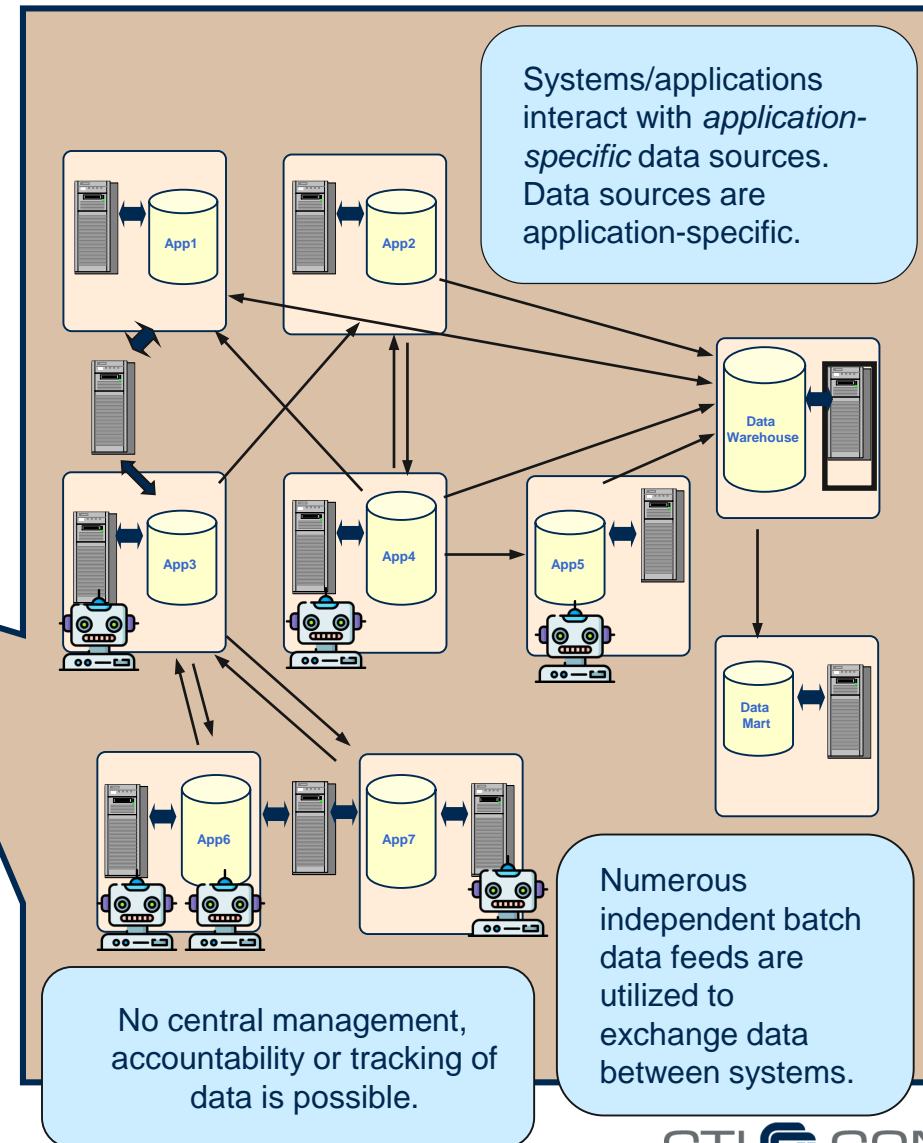 Systems/applications
interact with application-
specific data sources.
Data sources are
application-specific.
App1
App2
Data
Warehouse
App3
App4
App5
Data
Mart
App6
App7
Numerous
independent batch
data feeds are
utilized to
exchange data
between systems.
No central management,
accountability or tracking of
data is possible.